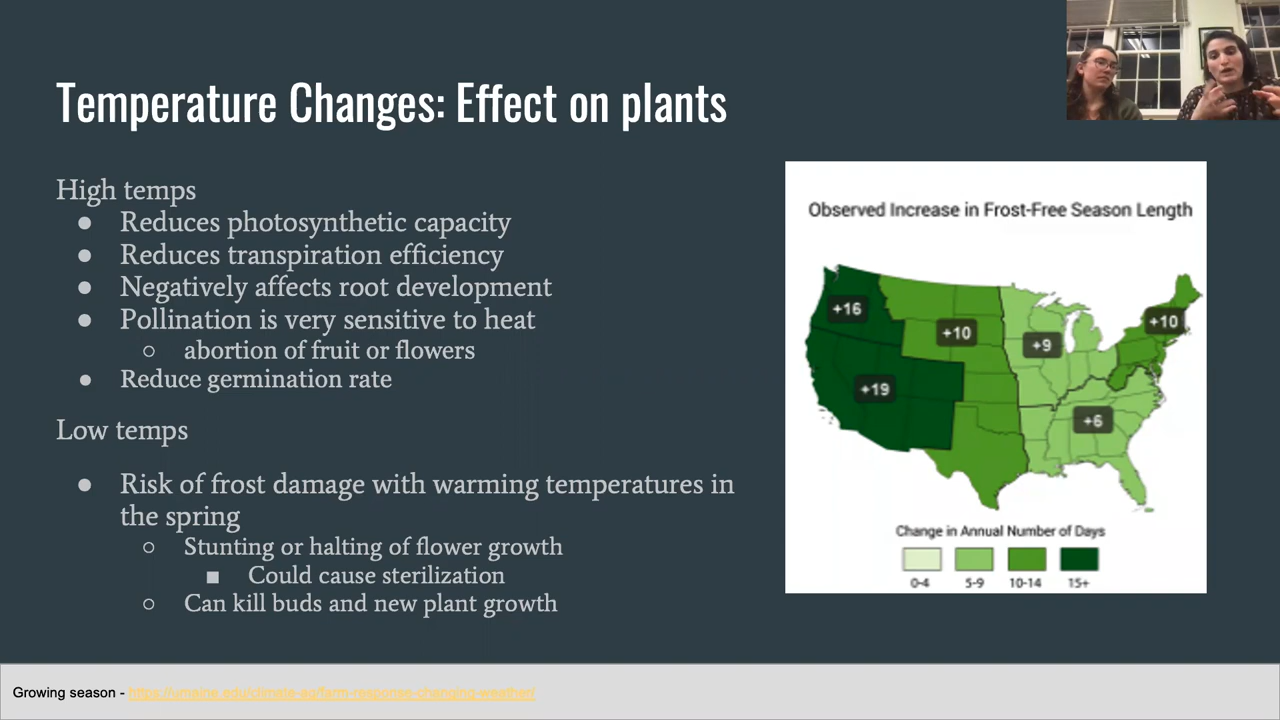 Temperature Changes: Effect on plants
High temps
● Reduces photosynthetic capacity
● Reduces transpiration efficiency
● Negatively affects root development
● Pollination is very sensitive to heat
○ abortion of fruit or flowers
● Reduce germination rate
Low temps
● Risk of frost damage with warming temperatures in
the spring
○ Stunting or halting of flower growth
■ Could cause sterilization
○ Can kill buds and new plant growth
Observed Increase in Frost-Free Season Length
+16
+10
+9
+10
+19
+6
Change in Annual Number of Days
0-4 5-9 10-14 15+
Growing season - https://umaine.edu/climate-ag/farm-response-changing-weather/